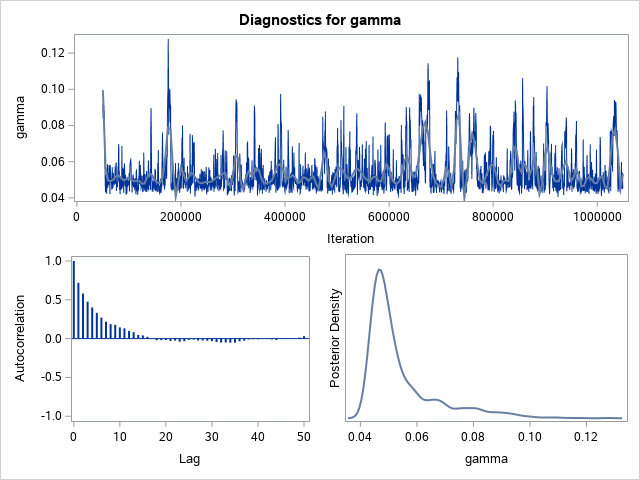 Diagnostics for gamma
gamma
0.12
0.10
0.08
0.06
0.04
0 200000 400000 600000 800000 1000000
Iteration
Autocorrelation
1.0
0.5
0.0
-0.5
-1.0
0 10 20 30 40 50
Lag
Posterior Density
0.04 0.06 0.08 0.10 0.12
gamma